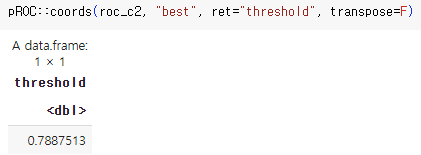 pROC::coords(roc_c2, "best", ret="threshold", transpose=F)
A data.frame:
1 × 1
threshold
<dbl>
0.7887513